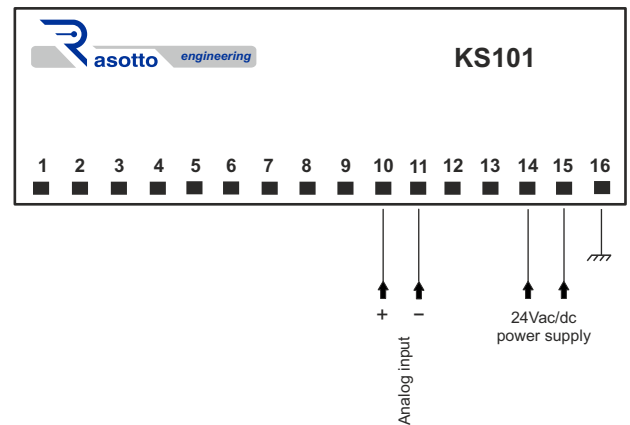 Rasotto engineering
KS101
1 2 3 4 5 6 7 8 9 10 11 12 13 14 15 16
+ −
Analog input
24Vac/dc
power supply